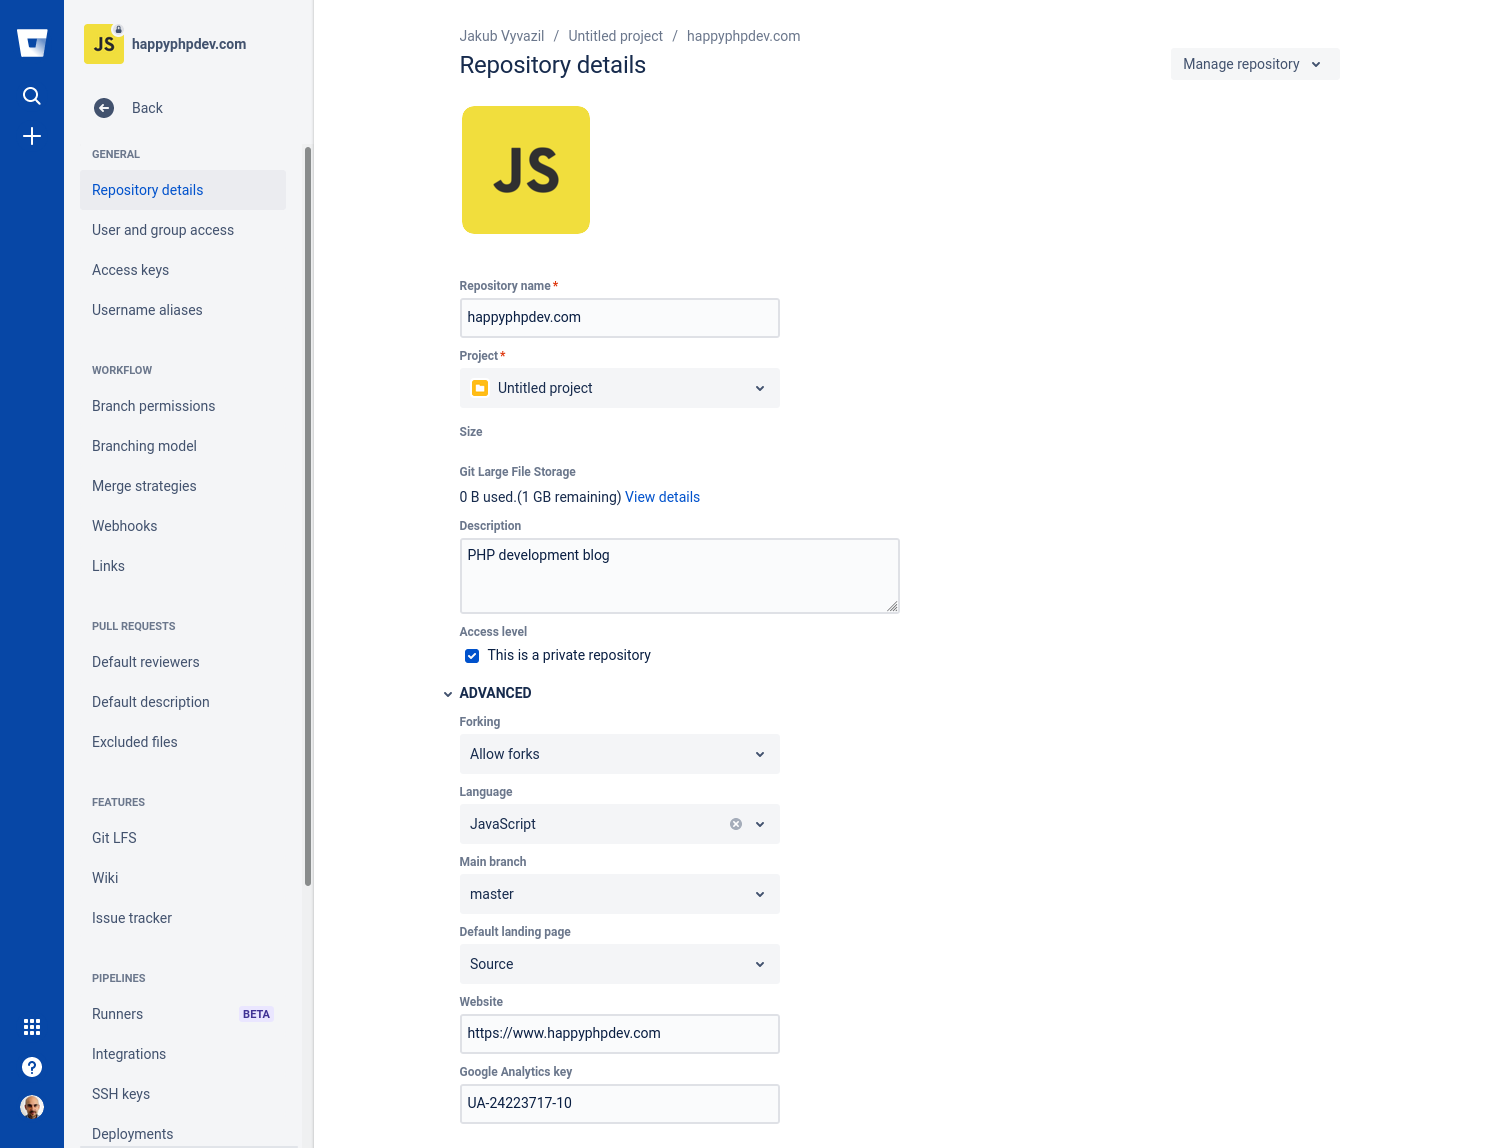 JS
happyphpdev.com
Back
GENERAL
Repository details
User and group access
Access keys
Username aliases
WORKFLOW
Branch permissions
Branching model
Merge strategies
Webhooks
Links
PULL REQUESTS
Default reviewers
Default description
Excluded files
FEATURES
Git LFS
Wiki
Issue tracker
PIPELINES
Runners BETA
Integrations
SSH keys
Deployments
Jakub Vyvazil / Untitled project / happyphpdev.com
Repository details
Manage repository
JS
Repository name*
happyphpdev.com
Project*
Untitled project
Size
Git Large File Storage
0 B used.(1 GB remaining) View details
Description
PHP development blog
Access level
This is a private repository
ADVANCED
Forking
Allow forks
Language
JavaScript
Main branch
master
Default landing page
Source
Website
https://www.happyphpdev.com
Google Analytics key
UA-24223717-10